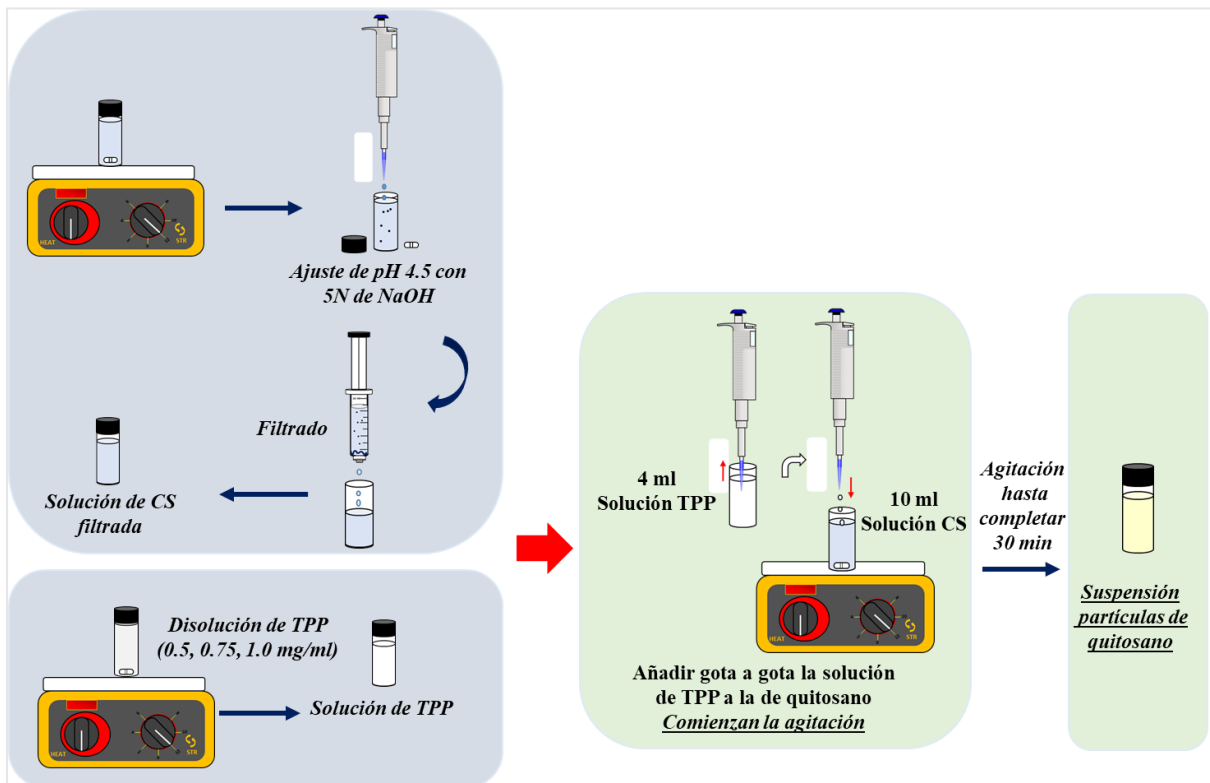 HEAT
STR
Ajuste de pH 4.5 con
5N de NaOH
Filtrado
Solución de CS
filtrada
Disolución de TPP
(0.5, 0.75, 1.0 mg/ml)
HEAT
STR
Solución de TPP
4 ml
Solución TPP
10 ml
Solución CS
HEAT
STR
Añadir gota a gota la solución
de TPP a la de quitosano
Comienzan la agitación
Agitación
hasta
completar
30 min
Suspensión
partículas de
quitosano